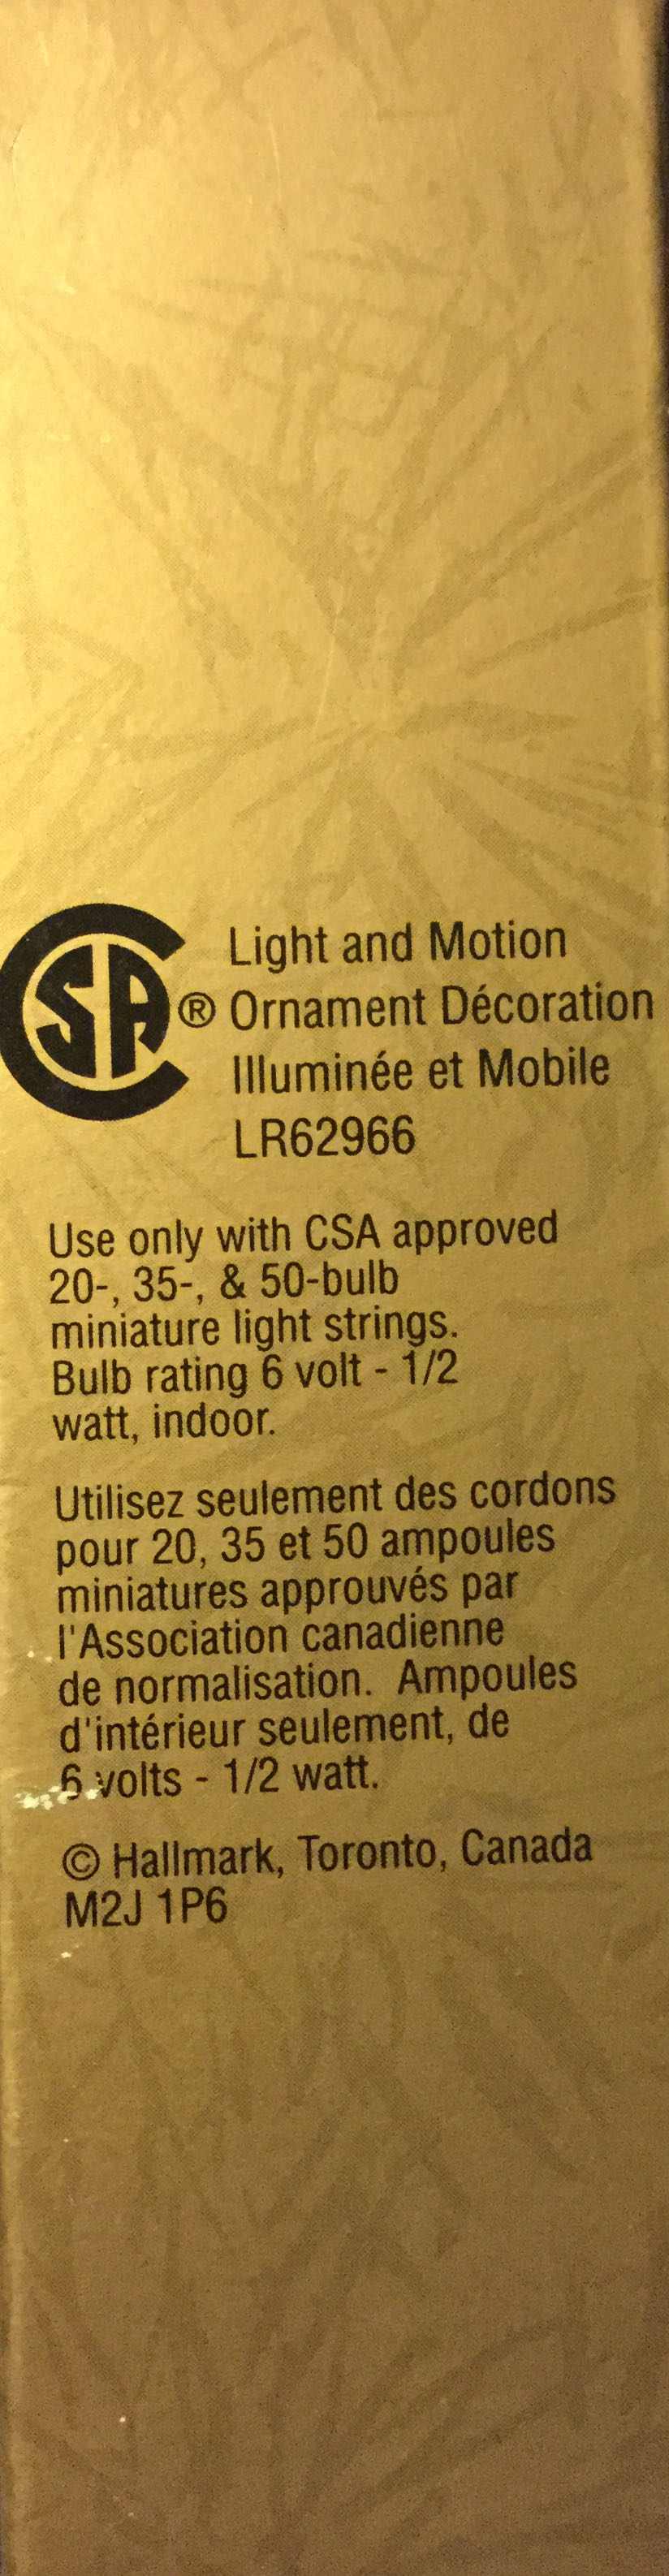 CSA® Light and Motion
Ornament Décoration
Illuminée et Mobile
LR62966
Use only with CSA approved
20-, 35-, & 50-bulb
miniature light strings.
Bulb rating 6 volt - 1/2
watt, indoor.
Utilisez seulement des cordons
pour 20, 35 et 50 ampoules
miniatures approuvés par
l'Association canadienne
de normalisation. Ampoules
d'intérieur seulement, de
6 volts - 1/2 watt.
© Hallmark, Toronto, Canada
M2J 1P6